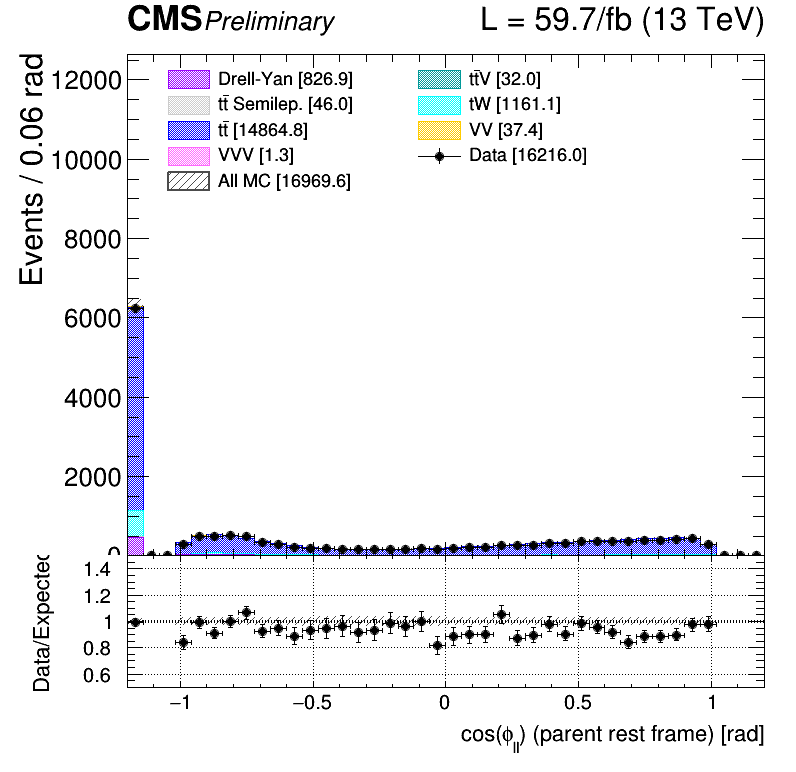 CMS Preliminary L = 59.7/fb (13 TeV)
Events / 0.06 rad
12000
10000
8000
6000
4000
2000
0
Drell-Yan [826.9]
tt̄ Semilep. [46.0]
tt̄ [14864.8]
VVV [1.3]
All MC [16969.6]
tt̄V [32.0]
tW [1161.1]
VV [37.4]
Data [16216.0]
Data/Expected
1.4
1.2
1
0.8
0.6
−1 −0.5 0 0.5 1
cos(ϕll) (parent rest frame) [rad]